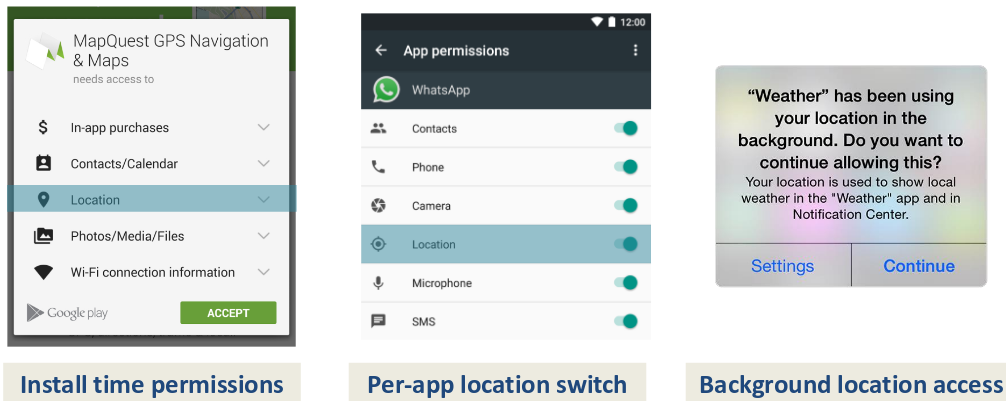 MapQuest GPS Navigation
& Maps
needs access to
$ In-app purchases
Contacts/Calendar
Location
Photos/Media/Files
Wi-Fi connection information
Google play
ACCEPT
Install time permissions
12:00
App permissions
WhatsApp
Contacts
Phone
Camera
Location
Microphone
SMS
Per-app location switch
“Weather” has been using
your location in the
background. Do you want to
continue allowing this?
Your location is used to show local
weather in the "Weather" app and in
Notification Center.
Settings
Continue
Background location access